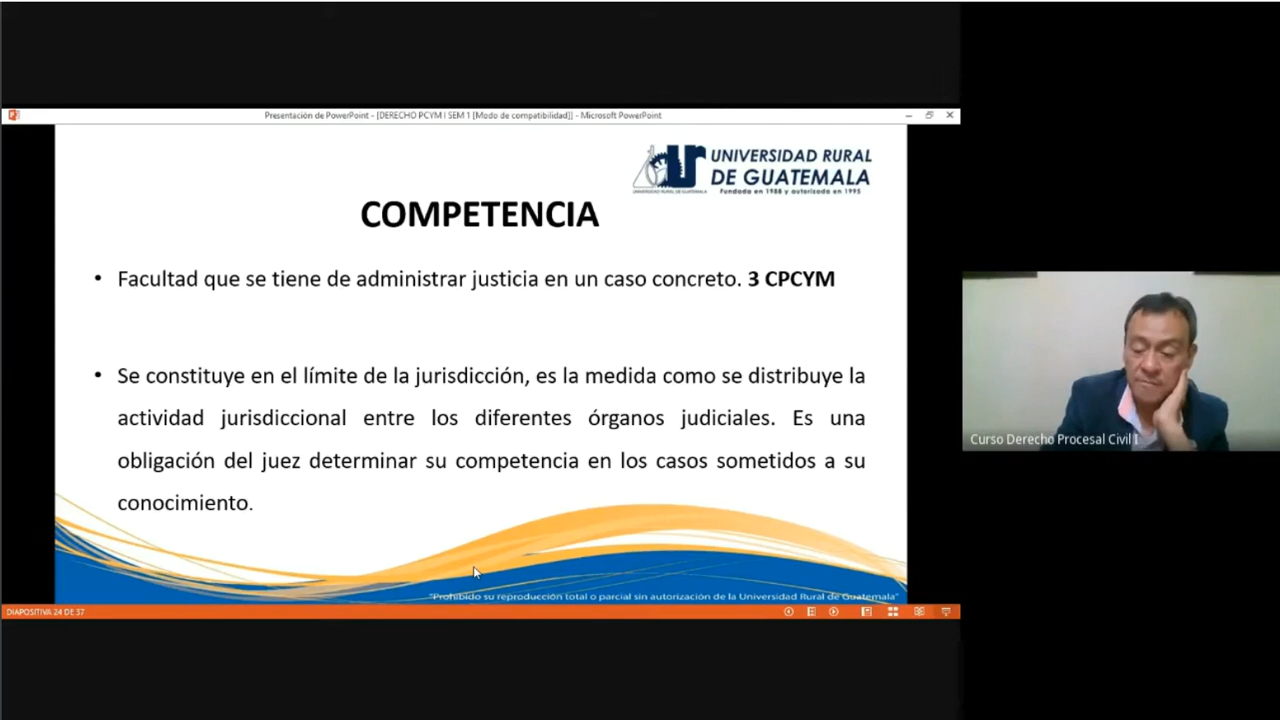 Presentación de PowerPoint - [DERECHO PCYM I SEM 1 [Modo de compatibilidad]] - Microsoft PowerPoint
UNIVERSIDAD RURAL
DE GUATEMALA
UNIVERSIDAD RURAL DE GUATEMALA
Fundada en 1988 y autorizada en 1995
COMPETENCIA
• Facultad que se tiene de administrar justicia en un caso concreto. 3 CPCYM
• Se constituye en el límite de la jurisdicción, es la medida como se distribuye la
actividad jurisdiccional entre los diferentes órganos judiciales. Es una
obligación del juez determinar su competencia en los casos sometidos a su
conocimiento.
"Prohibido su reproducción total o parcial sin autorización de la Universidad Rural de Guatemala"
DIAPOSITIVA 24 DE 37
Curso Derecho Procesal Civil I